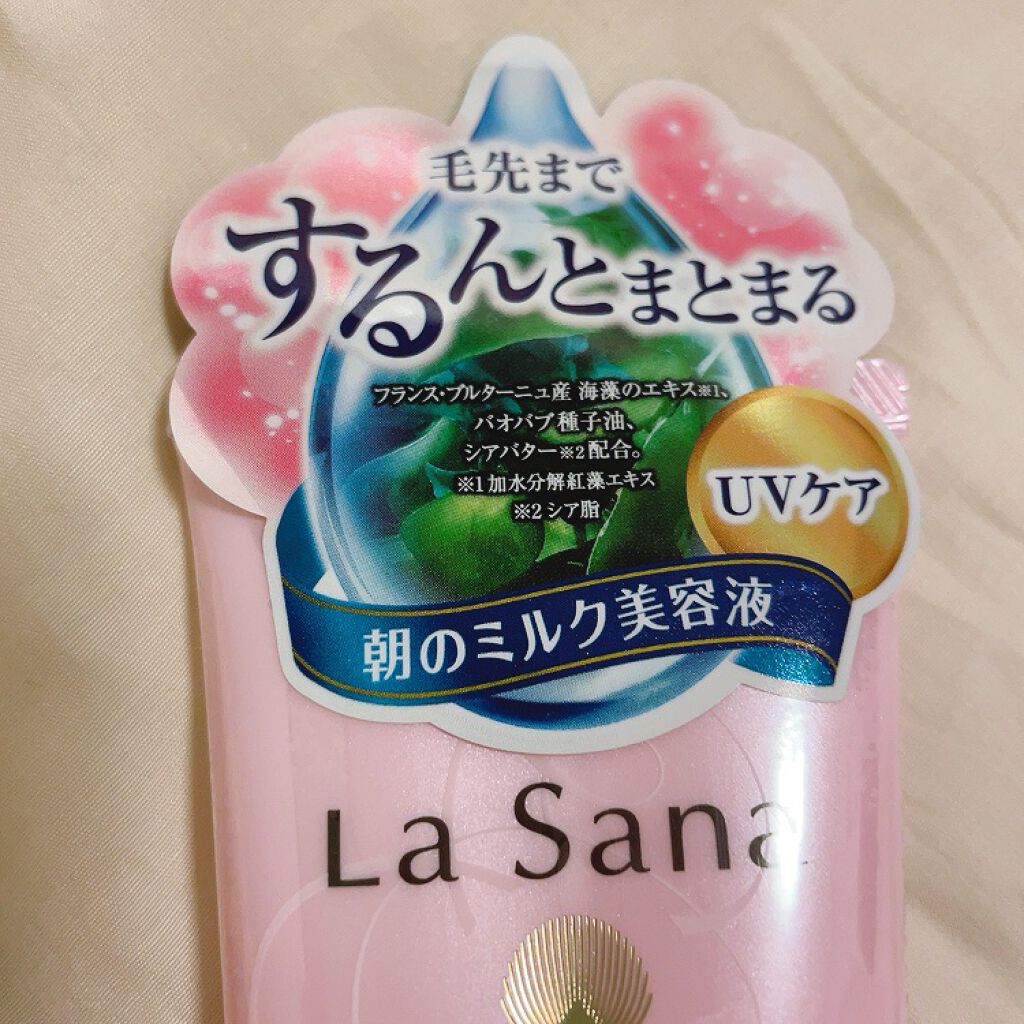 毛先まで
するんとまとまる
フランス・ブルターニュ産 海藻のエキス※1、
バオバブ種子油、
シアバター※2配合。
※1 加水分解紅藻エキス
※2 シア脂
UVケア
朝のミルク美容液
La Sana